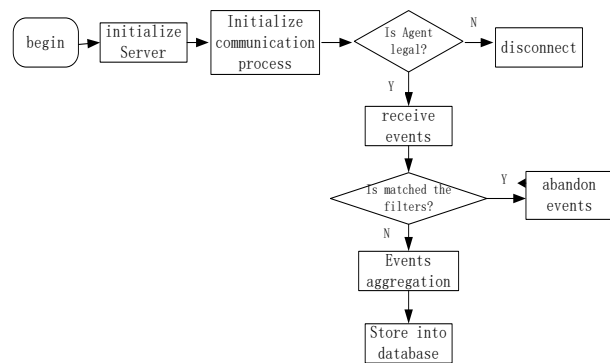 begin
initialize
Server
Initialize
communication
process
Is Agent
legal?
N
disconnect
Y
receive
events
Is matched the
filters?
Y
abandon
events
N
Events
aggregation
Store into
database